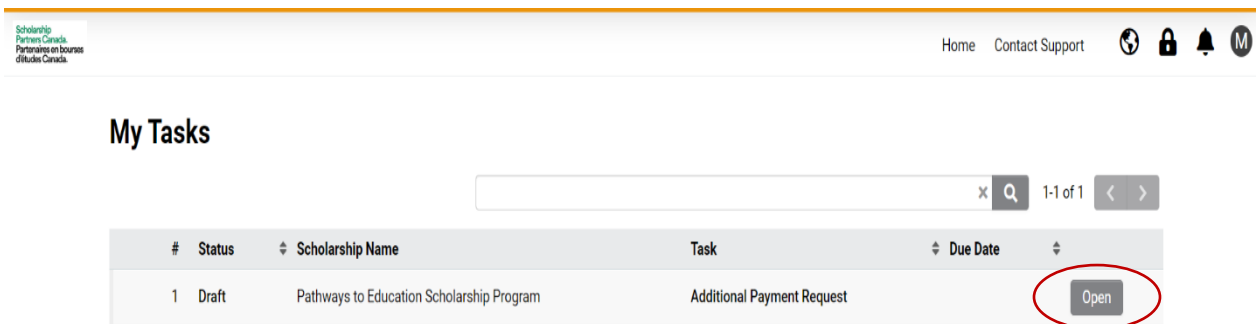 Scholarship
Partners Canada.
Partenaires en bourses
d'études Canada.
Home Contact Support M
My Tasks
1-1 of 1
# Status Scholarship Name Task Due Date
1 Draft Pathways to Education Scholarship Program Additional Payment Request Open